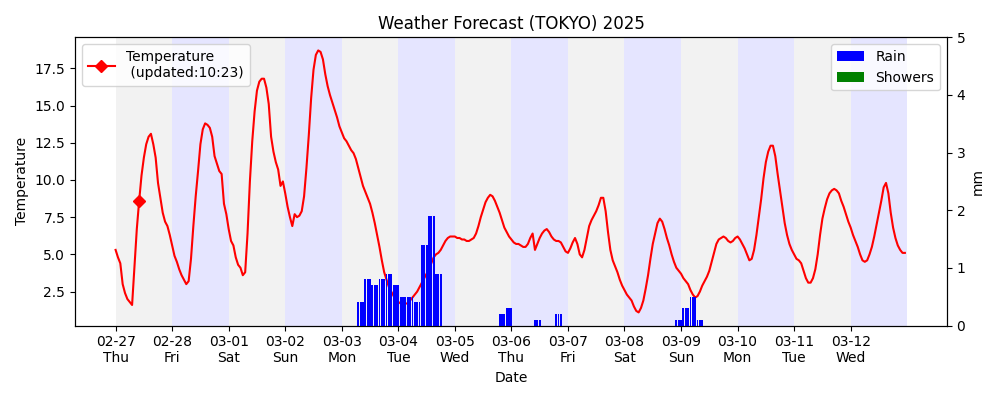 Weather Forecast (TOKYO) 2025
Temperature
(updated:10:23)
Rain
Showers
Temperature
17.5
15.0
12.5
10.0
7.5
5.0
2.5
5
4
3
2
1
0
mm
02-27 02-28 03-01 03-02 03-03 03-04 03-05 03-06 03-07 03-08 03-09 03-10 03-11 03-12
Thu Fri Sat Sun Mon Tue Wed Thu Fri Sat Sun Mon Tue Wed
Date